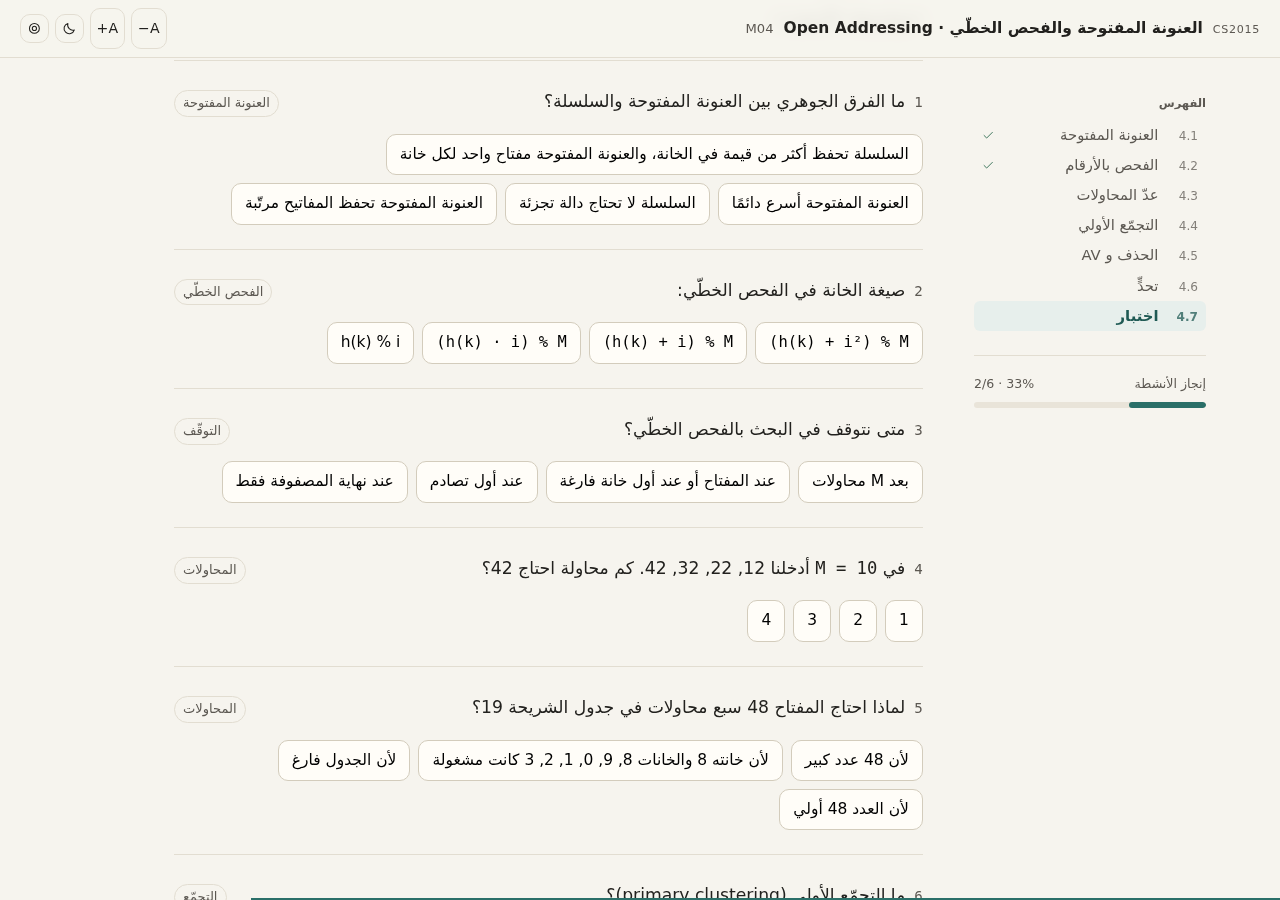 CS2015 العنونة المفتوحة والفحص الخطّي · Open Addressing M04
A− A+
الفهرس
4.1 العنونة المفتوحة ✓
4.2 الفحص بالأرقام ✓
4.3 عدّ المحاولات
4.4 التجمّع الأولي
4.5 الحذف و AV
4.6 تحدٍّ
4.7 اختبار
إنجاز الأنشطة 2/6 · 33%
1 ما الفرق الجوهري بين العنونة المفتوحة والسلسلة؟ العنونة المفتوحة
السلسلة تحفظ أكثر من قيمة في الخانة، والعنونة المفتوحة مفتاح واحد لكل خانة
العنونة المفتوحة أسرع دائمًا السلسلة لا تحتاج دالة تجزئة العنونة المفتوحة تحفظ المفاتيح مرتّبة
2 صيغة الخانة في الفحص الخطّي: الفحص الخطّي
(h(k) + i²) % M (h(k) + i) % M (h(k) · i) % M h(k) % i
3 متى نتوقف في البحث بالفحص الخطّي؟ التوقّف
بعد M محاولات عند المفتاح أو عند أول خانة فارغة عند أول تصادم عند نهاية المصفوفة فقط
4 في M = 10 أدخلنا 12, 22, 32, 42. كم محاولة احتاج 42؟ المحاولات
1 2 3 4
5 لماذا احتاج المفتاح 48 سبع محاولات في جدول الشريحة 19؟ المحاولات
لأن 48 عدد كبير لأن خانته 8 والخانات 8, 9, 0, 1, 2, 3 كانت مشغولة لأن الجدول فارغ
لأن العدد 48 أولي
6 ما التجمّع الأولي (primary clustering)؟ التجمّع